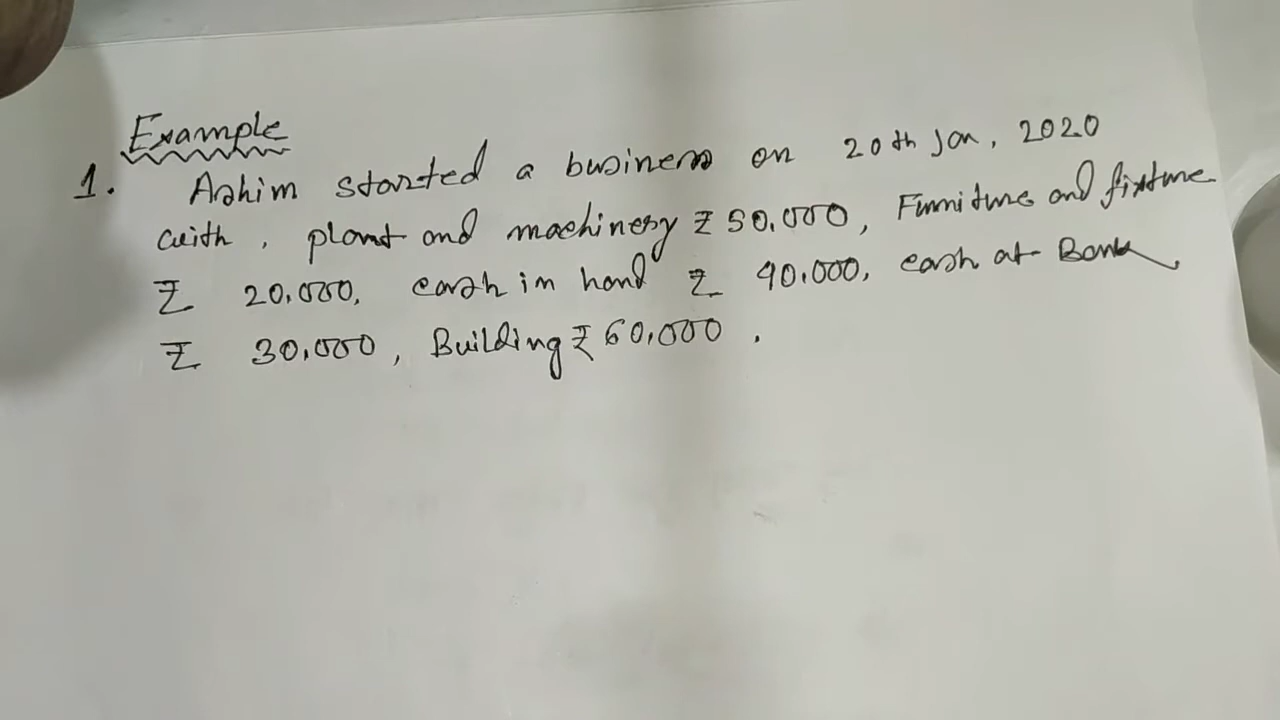 Example
1. Ashim started a business on 20th Jan, 2020
with, plant and machinery ₹ 50,000, Furniture and fixture
₹ 20,000, cash in hand ₹ 90,000, cash at Bank,
₹ 30,000, Building ₹ 60,000.